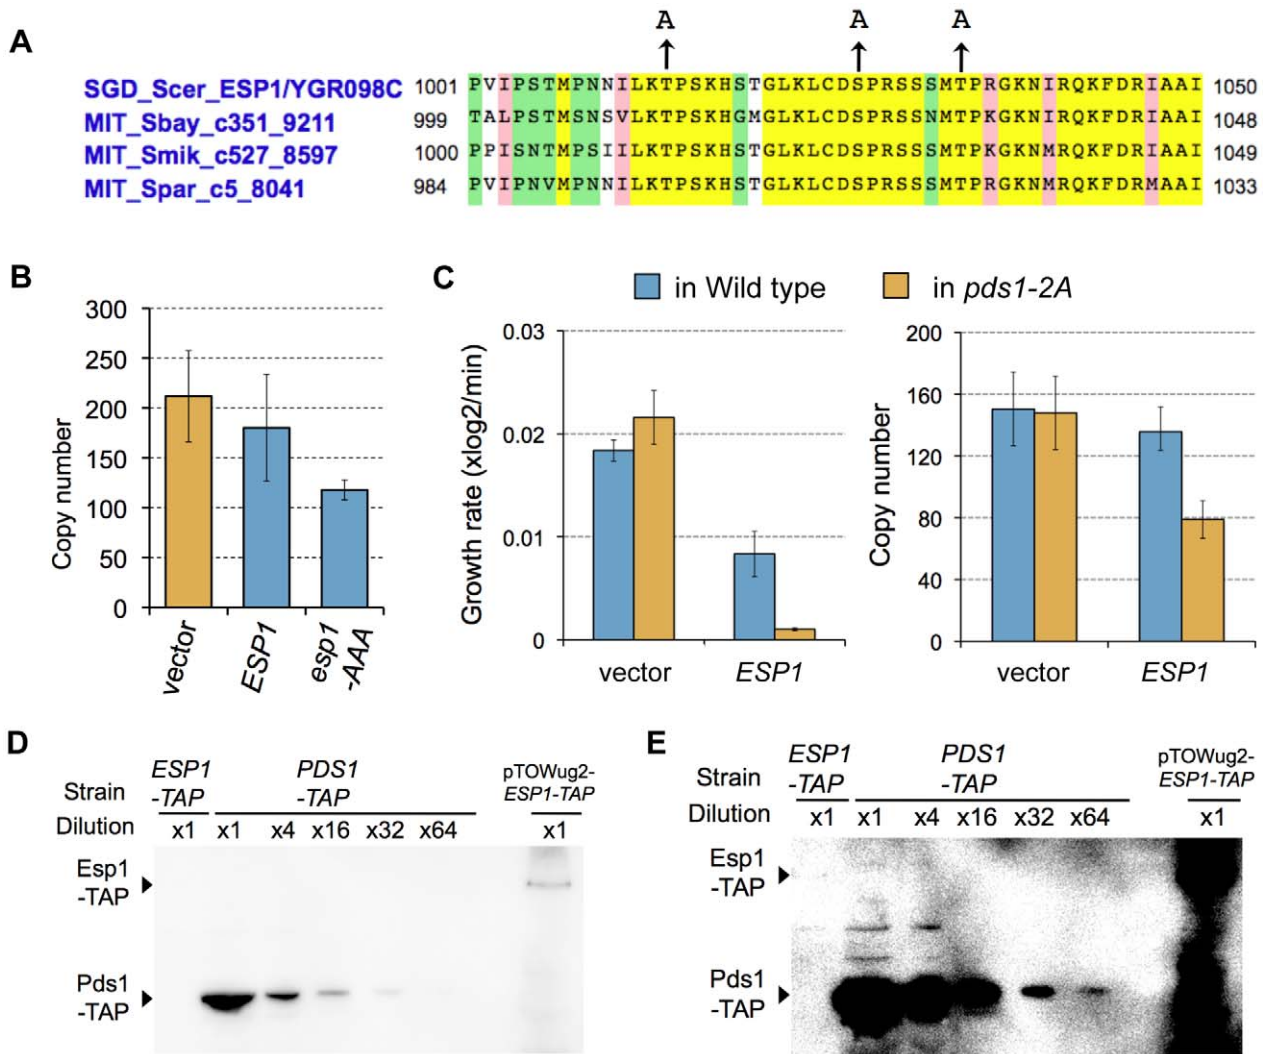 A
A A A
SGD_Scer_ESP1/YGR098C 1001 PVIPSTMPNNILKTPSKHSTGLKLCDSPRSSSMTPRGKNIRQKFDRIAAI 1050
MIT_Sbay_c351_9211 999 TALPSTMSNSVLKTPSKHGMGLKLCDSPRSSNMTPKGKNIRQKFDRIAAI 1048
MIT_Smik_c527_8597 1000 PPISNTMPSIILKTPSKHSTGLKLCDSPRSSSMTPRGKNMRQKFDRIAAI 1049
MIT_Spar_c5_8041 984 PVIPNVMPNNILKTPSKHSTGLKLCDSPRSSSMTPRGKNMRQKFDRMAAI 1033
B
Copy number
300
250
200
150
100
50
0
vector
ESP1
esp1
-AAA
C
in Wild type in pds1-2A
Growth rate (xlog2/min)
0.03
0.02
0.01
0
vector ESP1
Copy number
200
160
120
80
40
0
vector ESP1
D
Strain
ESP1
-TAP
PDS1
-TAP
pTOWug2-
ESP1-TAP
Dilution x1 x1 x4 x16 x32 x64 x1
Esp1
-TAP
Pds1
-TAP
E
Strain
ESP1
-TAP
PDS1
-TAP
pTOWug2-
ESP1-TAP
Dilution x1 x1 x4 x16 x32 x64 x1
Esp1
-TAP
Pds1
-TAP